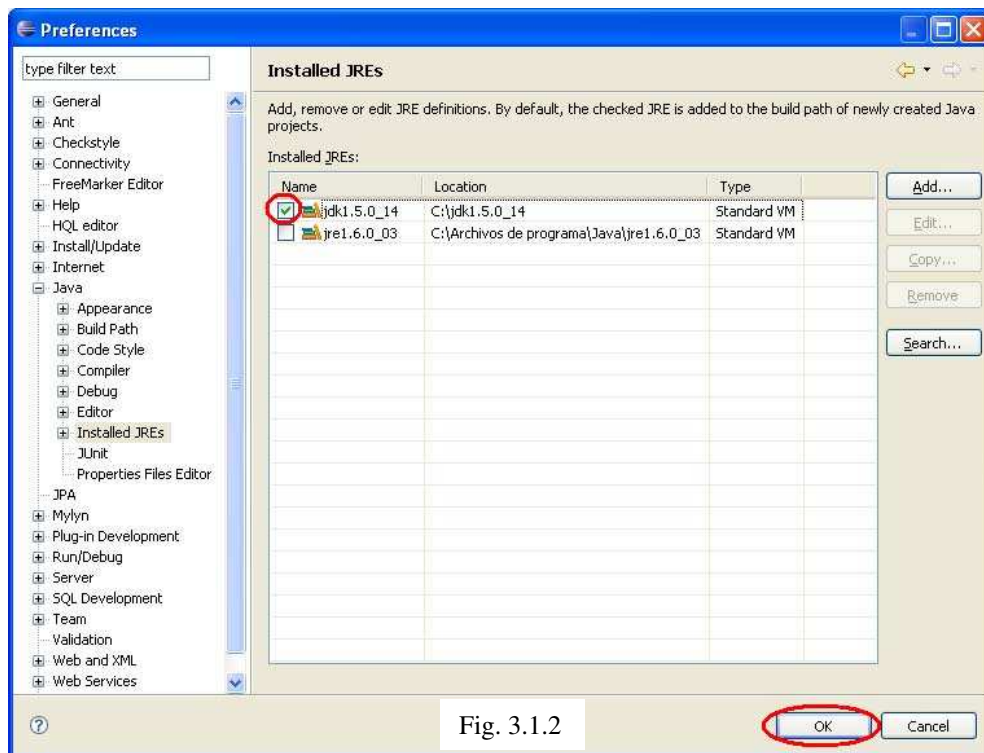 Preferences
type filter text
General
Ant
Checkstyle
Connectivity
FreeMarker Editor
Help
HQL editor
Install/Update
Internet
Java
Appearance
Build Path
Code Style
Compiler
Debug
Editor
Installed JREs
JUnit
Properties Files Editor
JPA
Mylyn
Plug-in Development
Run/Debug
Server
SQL Development
Team
Validation
Web and XML
Web Services
Installed JREs
Add, remove or edit JRE definitions. By default, the checked JRE is added to the build path of newly created Java
projects.
Installed JREs:
Name Location Type
jdk1.5.0_14 C:\jdk1.5.0_14 Standard VM
jre1.6.0_03 C:\Archivos de programa\Java\jre1.6.0_03 Standard VM
Add...
Edit...
Copy...
Remove
Search...
Fig. 3.1.2
OK Cancel